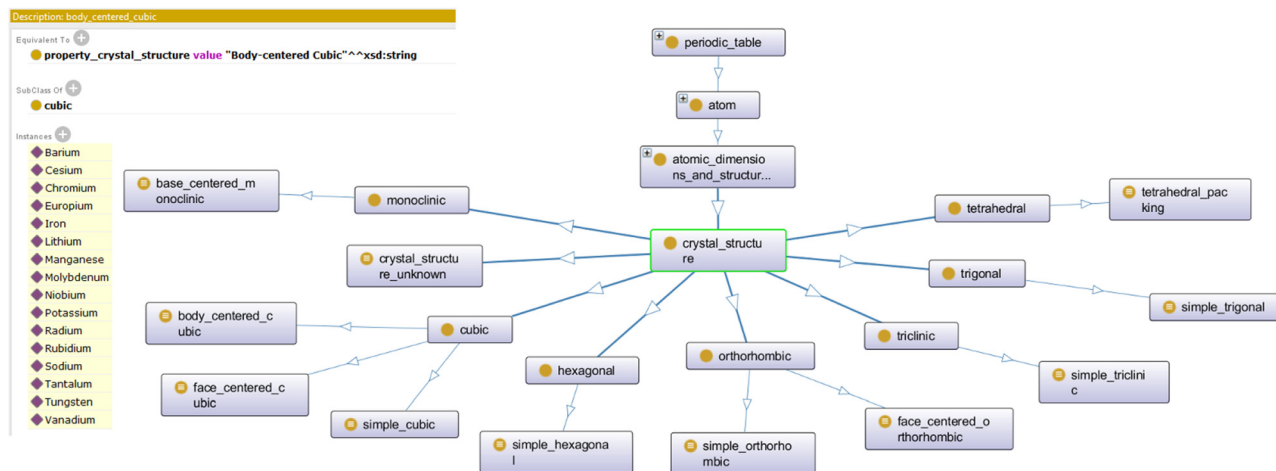 Description: body_centered_cubic
Equivalent To
property_crystal_structure value "Body-centered Cubic"^^xsd:string
SubClass Of
cubic
Instances
Barium
Cesium
Chromium
Europium
Iron
Lithium
Manganese
Molybdenum
Niobium
Potassium
Radium
Rubidium
Sodium
Tantalum
Tungsten
Vanadium
periodic_table
atom
atomic_dimensio
ns_and_structur...
crystal_structu
re
base_centered_m
onoclinic
monoclinic
crystal_structu
re_unknown
body_centered_c
ubic
cubic
face_centered_c
ubic
simple_cubic
hexagonal
simple_hexagona
l
orthorhombic
simple_orthorho
mbic
face_centered_o
rthorhombic
triclinic
simple_triclini
c
trigonal
simple_trigonal
tetrahedral
tetrahedral_pac
king